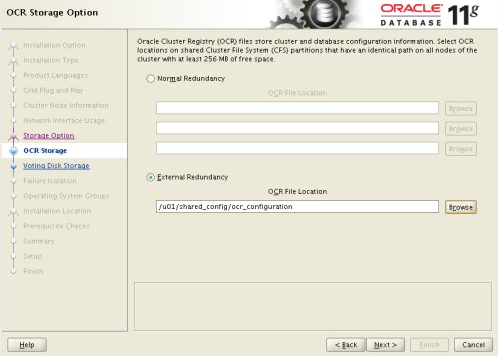 OCR Storage Option
ORACLE
DATABASE 11g
Installation Option
Installation Type
Product Languages
Grid Plug and Play
Cluster Node Information
Network Interface Usage
Storage Option
OCR Storage
Voting Disk Storage
Failure Isolation
Operating System Groups
Installation Location
Prerequisite Checks
Summary
Setup
Finish
Oracle Cluster Registry (OCR) files store cluster and database configuration information. Select OCR
locations on shared Cluster File System (CFS) partitions that have an identical path on all nodes of the
cluster with at least 256 MB of free space.
Normal Redundancy
OCR File Location
Browse
Browse
Browse
External Redundancy
OCR File Location
/u01/shared_config/ocr_configuration
Browse
Help
< Back
Next >
Finish
Cancel